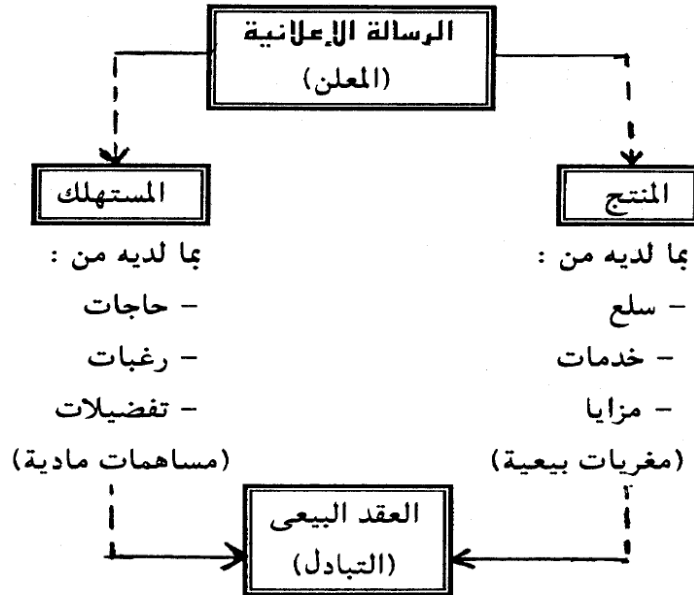 الرسالة الإعلانية
(المعلن)
المنتج
بما لديه من :
– سلع
– خدمات
– مزايا
(مغريات بيعية)
المستهلك
بما لديه من :
– حاجات
– رغبات
– تفضيلات
(مساهمات مادية)
العقد البيعى
(التبادل)